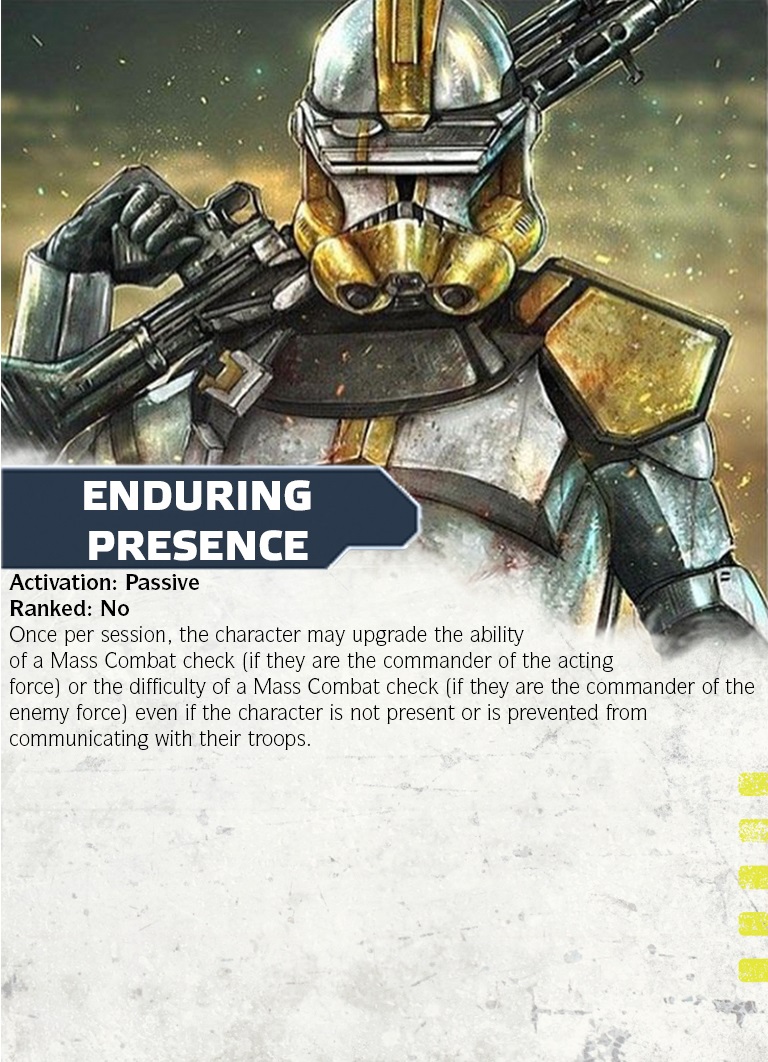 ENDURING
PRESENCE
Activation: Passive
Ranked: No
Once per session, the character may upgrade the ability
of a Mass Combat check (if they are the commander of the acting
force) or the difficulty of a Mass Combat check (if they are the commander of the
enemy force) even if the character is not present or is prevented from
communicating with their troops.